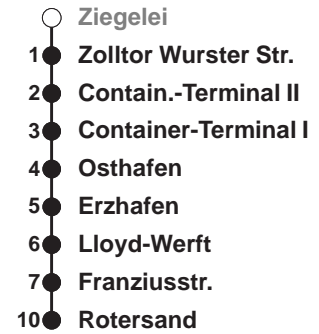 Ziegelei
1 Zolltor Wurster Str.
2 Contain.-Terminal II
3 Container-Terminal I
4 Osthafen
5 Erzhafen
6 Lloyd-Werft
7 Franziusstr.
10 Rotersand